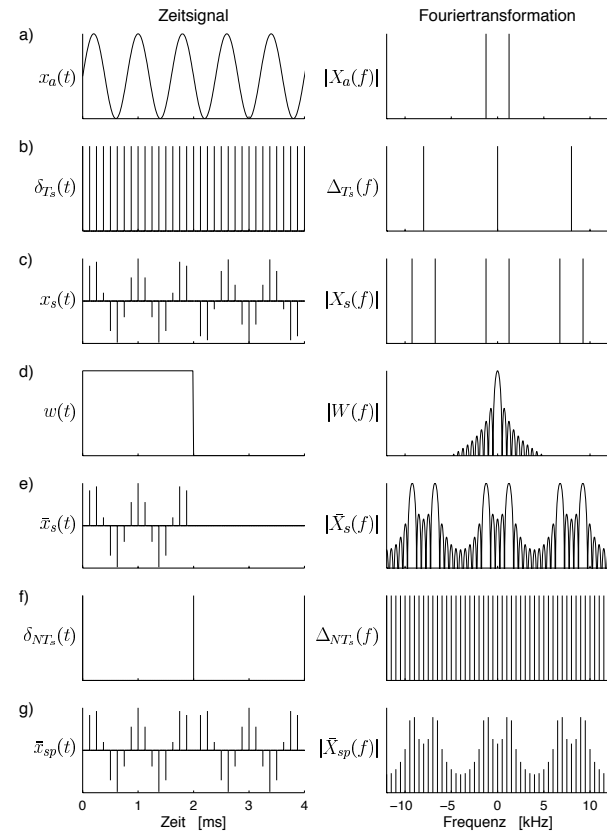 Zeitsignal Fouriertransformation
a)
x_a(t) |X_a(f)|
b)
δ_{T_s}(t) Δ_{T_s}(f)
c)
x_s(t) |X_s(f)|
d)
w(t) |W(f)|
e)
x̄_s(t) |X̄_s(f)|
f)
δ_{NT_s}(t) Δ_{NT_s}(f)
g)
x̄_{sp}(t) |X̄_{sp}(f)|
0 1 2 3 4 −10 −5 0 5 10
Zeit [ms] Frequenz [kHz]